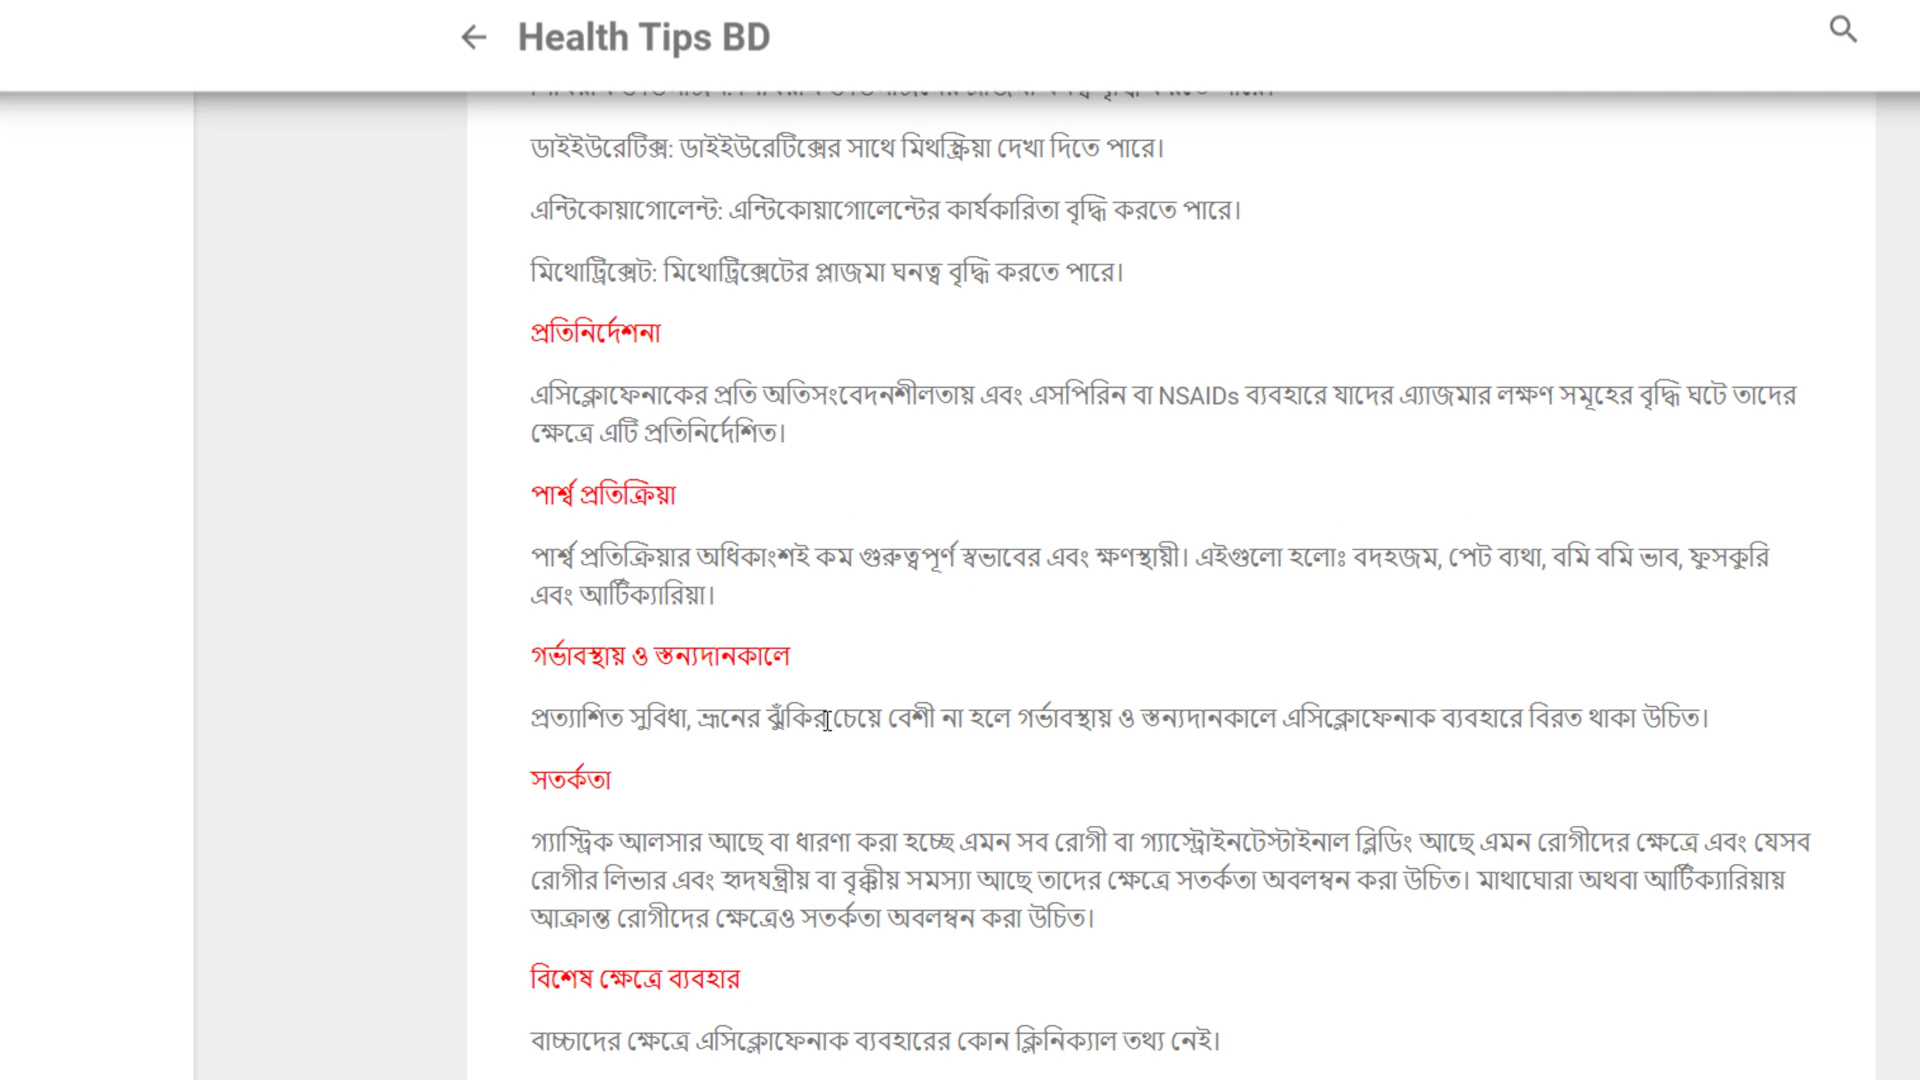 Health Tips BD
ডাইইউরেটিক্স: ডাইইউরেটিক্সের সাথে মিথস্ক্রিয়া দেখা দিতে পারে।
এন্টিকোয়াগোলেন্ট: এন্টিকোয়াগোলেন্টের কার্যকারিতা বৃদ্ধি করতে পারে।
মিথোট্রিক্সেট: মিথোট্রিক্সেটের প্লাজমা ঘনত্ব বৃদ্ধি করতে পারে।
প্রতিনির্দেশনা
এসিক্লোফেনাকের প্রতি অতিসংবেদনশীলতায় এবং এসপিরিন বা NSAIDs ব্যবহারে যাদের এ্যাজমার লক্ষণ সমূহের বৃদ্ধি ঘটে তাদের
ক্ষেত্রে এটি প্রতিনির্দেশিত।
পার্শ্ব প্রতিক্রিয়া
পার্শ্ব প্রতিক্রিয়ার অধিকাংশই কম গুরুত্বপূর্ণ স্বভাবের এবং ক্ষণস্থায়ী। এইগুলো হলোঃ বদহজম, পেট ব্যথা, বমি বমি ভাব, ফুসকুরি
এবং আর্টিক্যারিয়া।
গর্ভাবস্থায় ও স্তন্যদানকালে
প্রত্যাশিত সুবিধা, ভ্রূনের ঝুঁকির চেয়ে বেশী না হলে গর্ভাবস্থায় ও স্তন্যদানকালে এসিক্লোফেনাক ব্যবহারে বিরত থাকা উচিত।
সতর্কতা
গ্যাস্ট্রিক আলসার আছে বা ধারণা করা হচ্ছে এমন সব রোগী বা গ্যাস্ট্রোইনটেস্টাইনাল ব্লিডিং আছে এমন রোগীদের ক্ষেত্রে এবং যেসব
রোগীর লিভার এবং হৃদযন্ত্রীয় বা বৃক্কীয় সমস্যা আছে তাদের ক্ষেত্রে সতর্কতা অবলম্বন করা উচিত। মাথাঘোরা অথবা আর্টিক্যারিয়ায়
আক্রান্ত রোগীদের ক্ষেত্রেও সতর্কতা অবলম্বন করা উচিত।
বিশেষ ক্ষেত্রে ব্যবহার
বাচ্চাদের ক্ষেত্রে এসিক্লোফেনাক ব্যবহারের কোন ক্লিনিক্যাল তথ্য নেই।